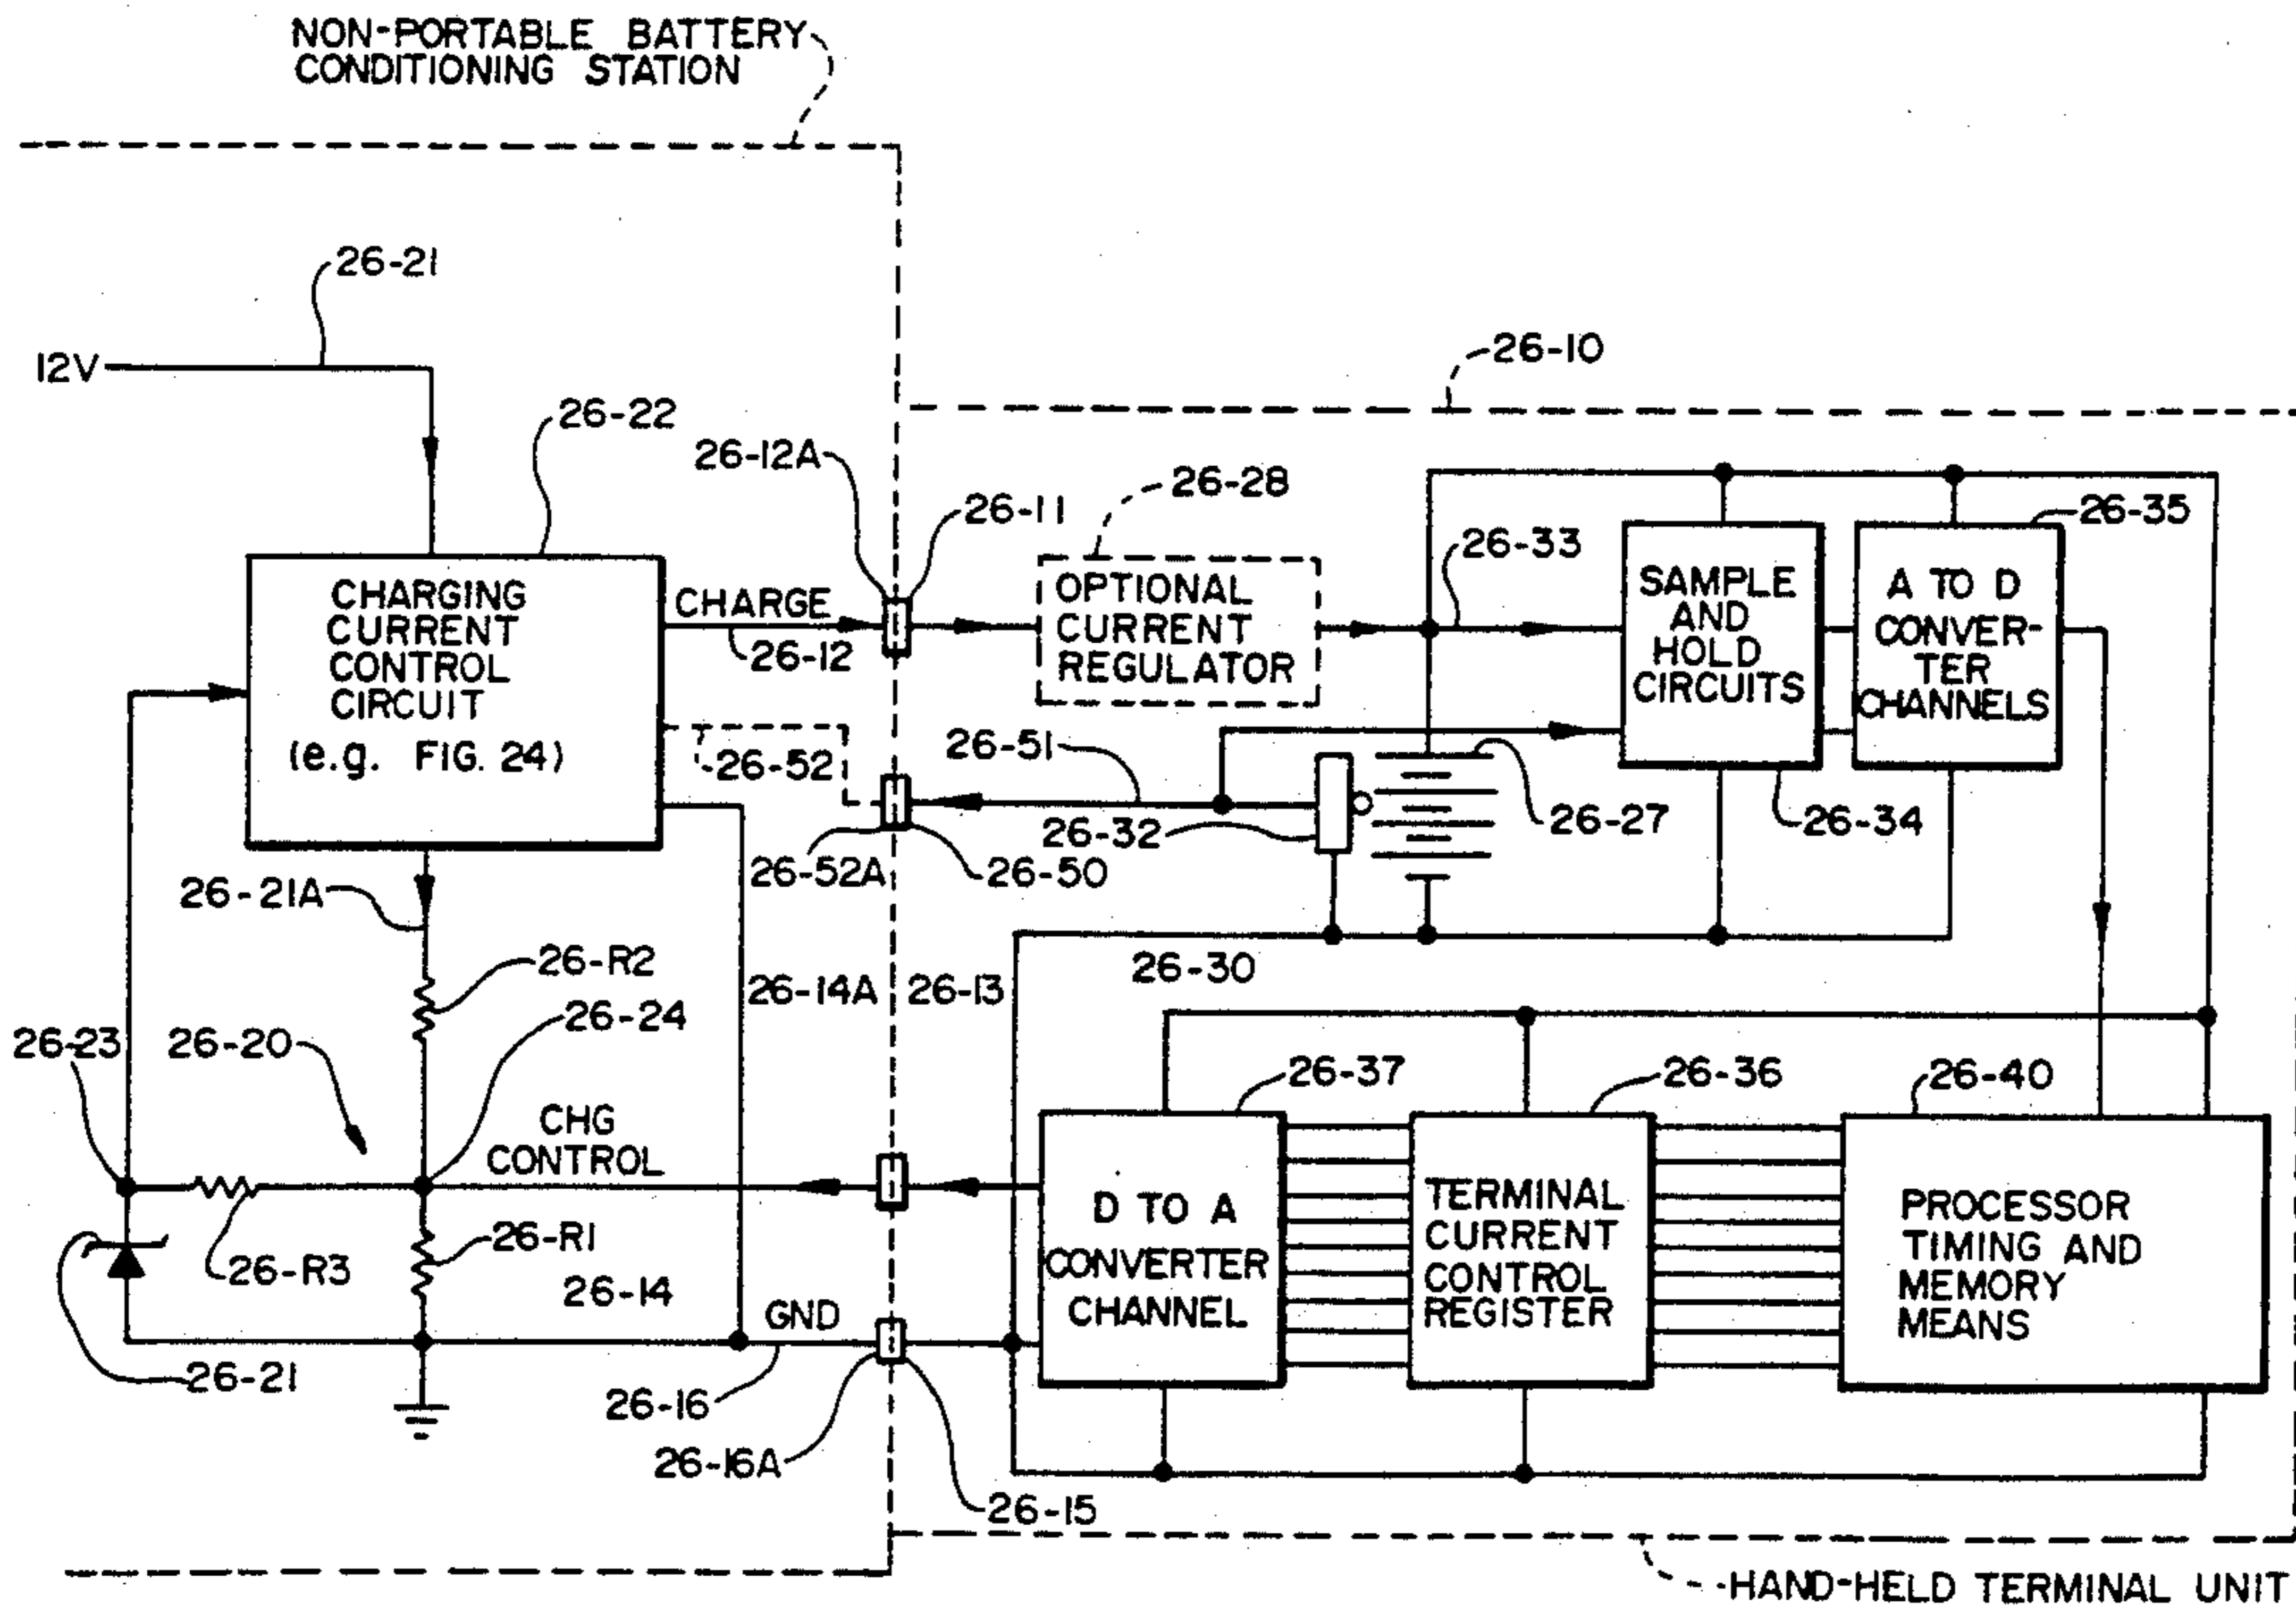 NON-PORTABLE BATTERY
CONDITIONING STATION
26-21
12V
26-10
26-22
26-12A
26-28
26-11
26-35
26-33
CHARGING
CURRENT
CONTROL
CIRCUIT
(e.g. FIG. 24)
CHARGE
26-12
OPTIONAL
CURRENT
REGULATOR
SAMPLE
AND
HOLD
CIRCUITS
A TO D
CONVER-
TER
CHANNELS
26-52
26-51
26-32
26-27
26-34
26-52A
26-50
26-21A
26-R2
26-30
26-14A
26-13
26-24
26-23
26-20
26-37
26-36
26-40
CHG
CONTROL
26-R1
26-R3
26-14
GND
D TO A
CONVERTER
CHANNEL
TERMINAL
CURRENT
CONTROL
REGISTER
PROCESSOR
TIMING AND
MEMORY
MEANS
26-21
26-16
26-16A
26-15
HAND-HELD TERMINAL UNIT